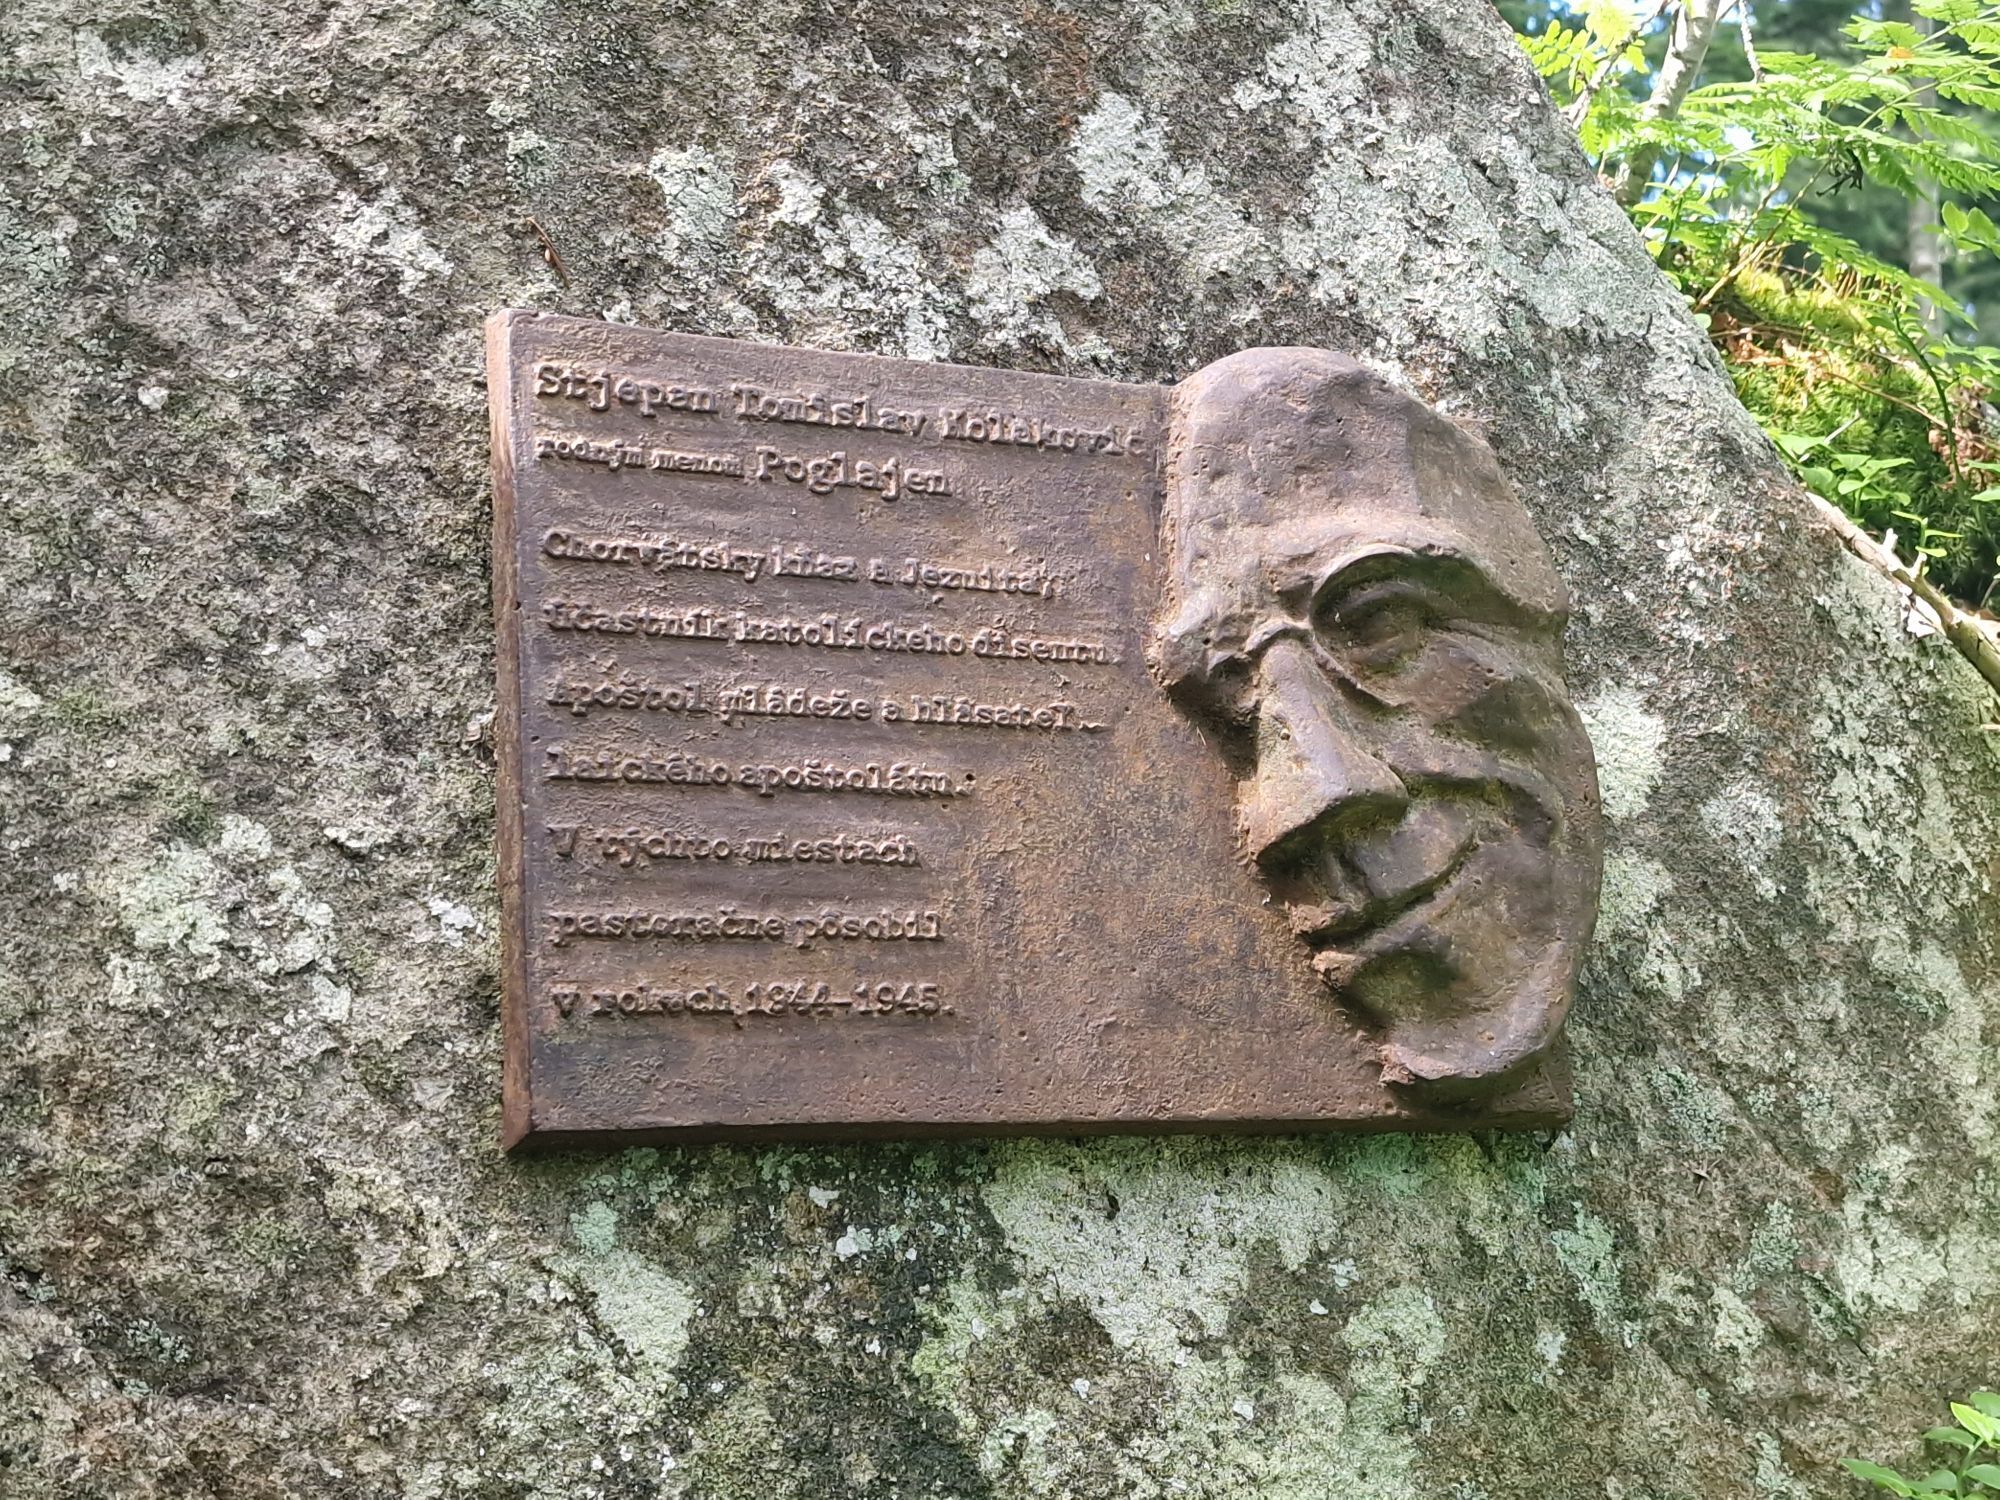 Stjepan Tomislav Kolakovič
rodným menom Poglajen
Chorvátsky kňaz a jezuita,
účastník katolíckeho disentu.
Apoštol mládeže a hlásateľ
laického apoštolátu.
V týchto miestach
pastoračne pôsobil
v rokoch 1944-1945.